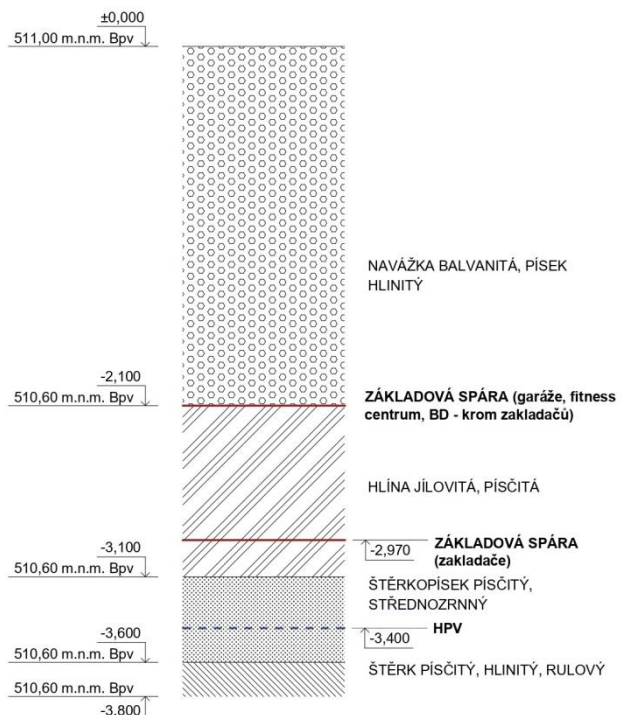 ±0,000
511,00 m.n.m. Bpv
NAVÁŽKA BALVANITÁ, PÍSEK
HLINITÝ
-2,100
510,60 m.n.m. Bpv
ZÁKLADOVÁ SPÁRA (garáže, fitness
centrum, BD - krom zakladačů)
HLÍNA JÍLOVITÁ, PÍSČITÁ
-2,970
ZÁKLADOVÁ SPÁRA
(zakladače)
-3,100
510,60 m.n.m. Bpv
ŠTĚRKOPÍSEK PÍSČITÝ,
STŘEDNOZRNNÝ
HPV
-3,400
-3,600
510,60 m.n.m. Bpv
ŠTĚRK PÍSČITÝ, HLINITÝ, RULOVÝ
510,60 m.n.m. Bpv
-3,800